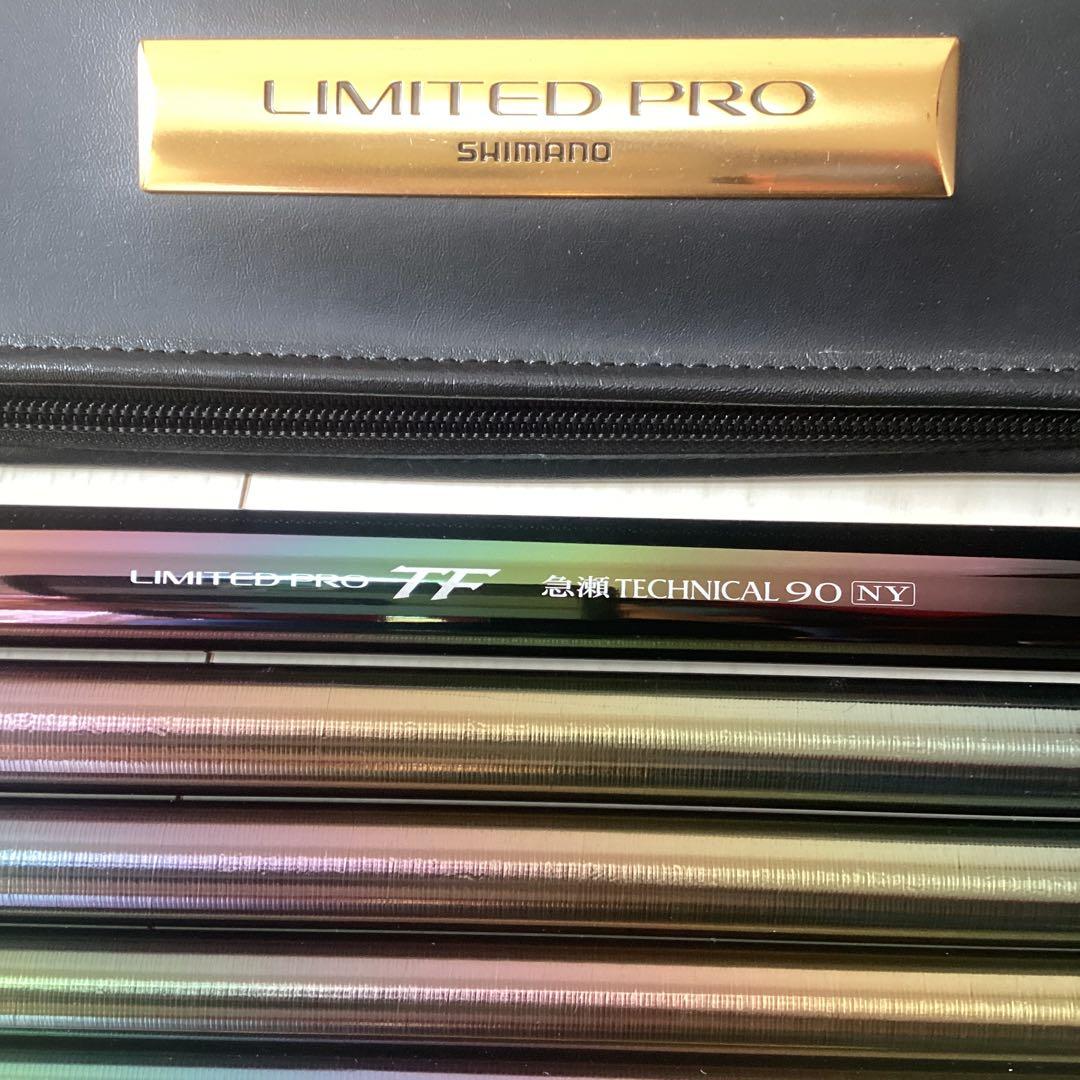 LIMITED PRO
SHIMANO
LIMITED PRO TF 急瀬 TECHNICAL 90 NY